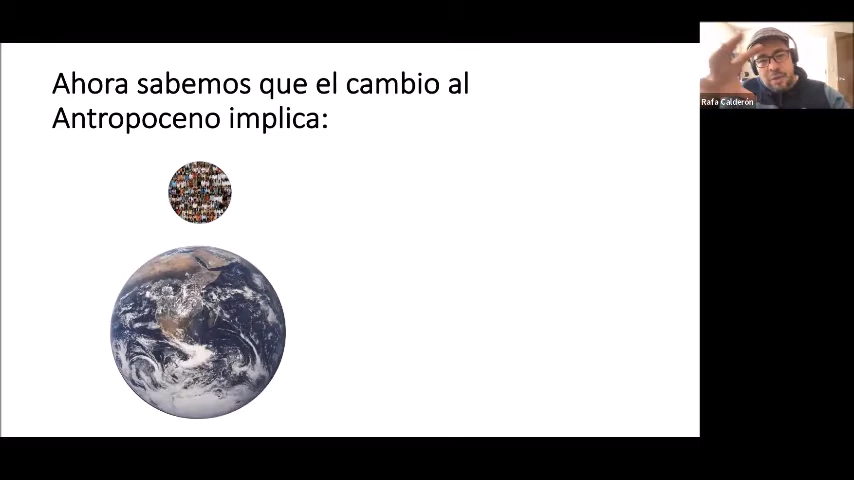 Ahora sabemos que el cambio al
Antropoceno implica:
Rafa Calderón